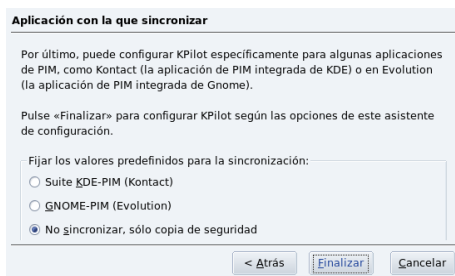 Aplicación con la que sincronizar
Por último, puede configurar KPilot específicamente para algunas aplicaciones
de PIM, como Kontact (la aplicación de PIM integrada de KDE) o en Evolution
(la aplicación de PIM integrada de Gnome).
Pulse «Finalizar» para configurar KPilot según las opciones de este asistente
de configuración.
Fijar los valores predefinidos para la sincronización:
Suite KDE-PIM (Kontact)
GNOME-PIM (Evolution)
No sincronizar, sólo copia de seguridad
< Atrás Finalizar Cancelar